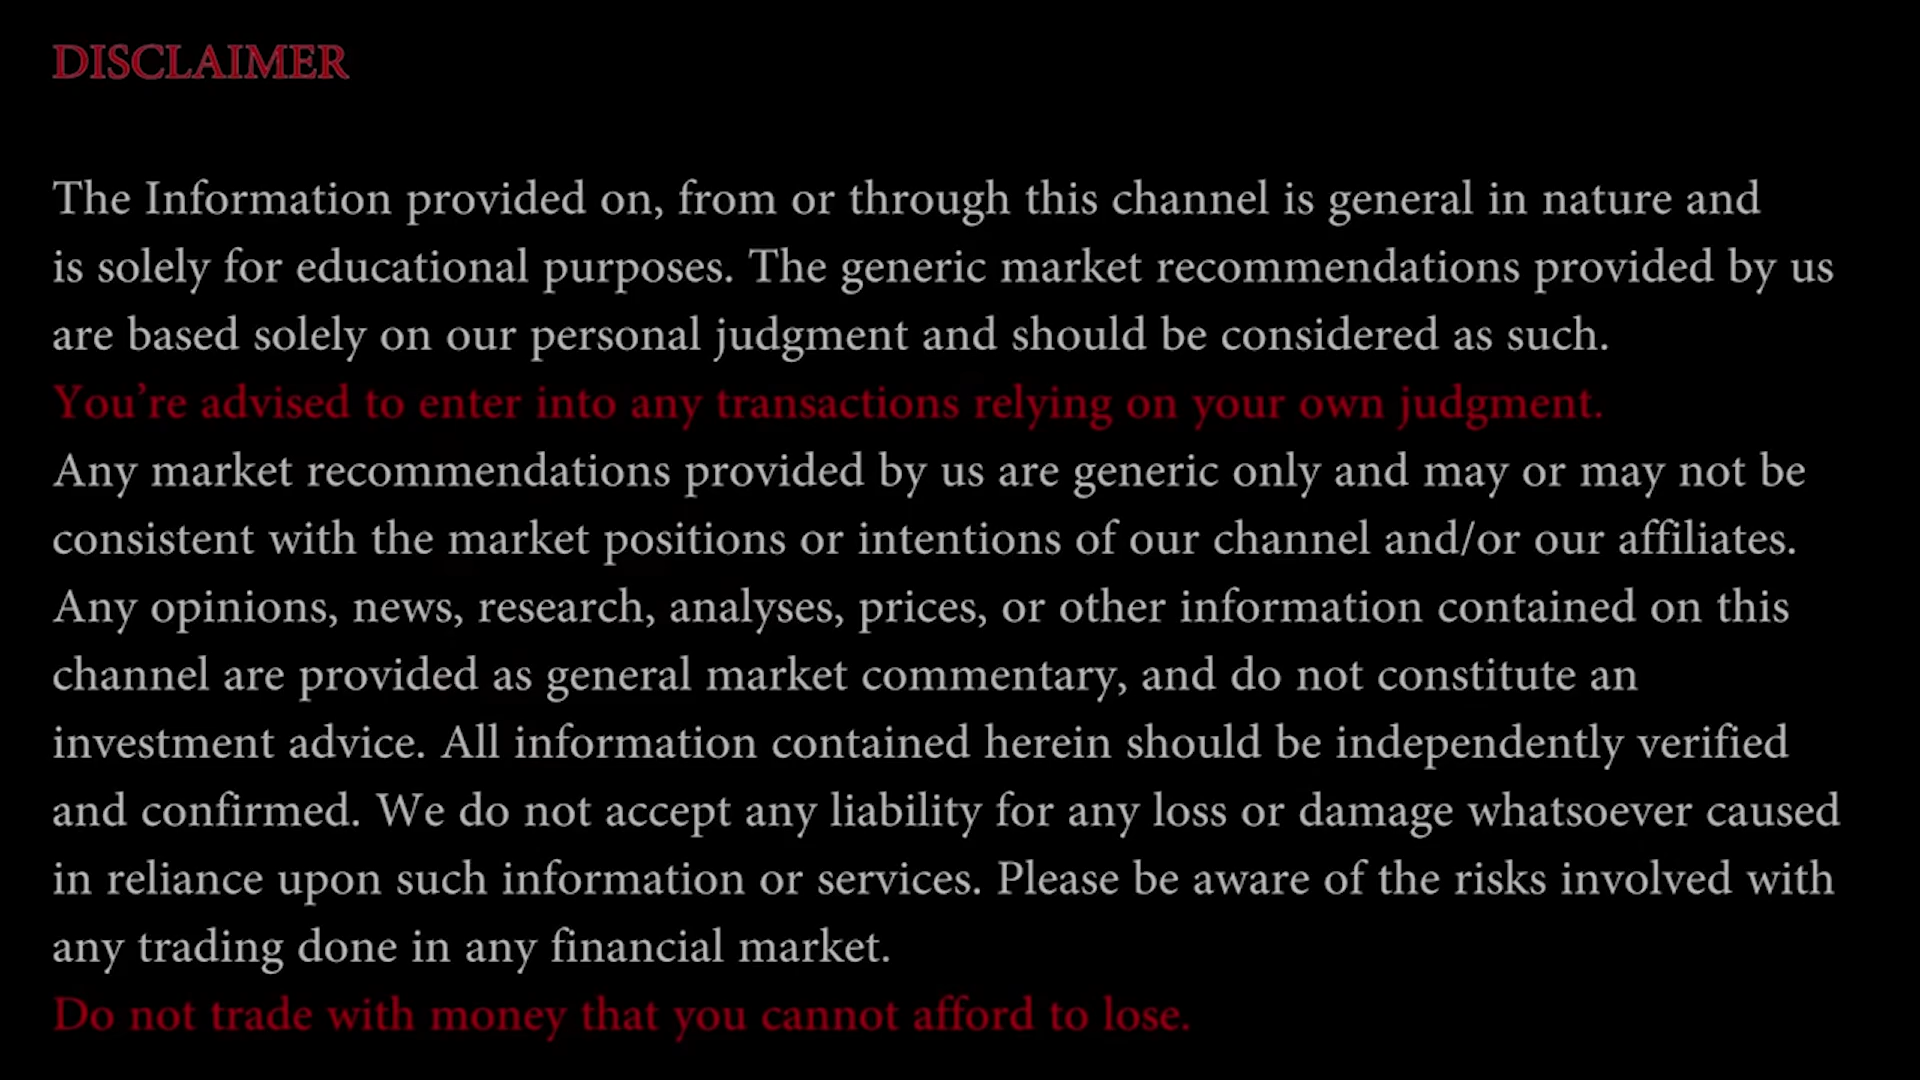 DISCLAIMER
The Information provided on, from or through this channel is general in nature and
is solely for educational purposes. The generic market recommendations provided by us
are based solely on our personal judgment and should be considered as such.
You’re advised to enter into any transactions relying on your own judgment.
Any market recommendations provided by us are generic only and may or may not be
consistent with the market positions or intentions of our channel and/or our affiliates.
Any opinions, news, research, analyses, prices, or other information contained on this
channel are provided as general market commentary, and do not constitute an
investment advice. All information contained herein should be independently verified
and confirmed. We do not accept any liability for any loss or damage whatsoever caused
in reliance upon such information or services. Please be aware of the risks involved with
any trading done in any financial market.
Do not trade with money that you cannot afford to lose.